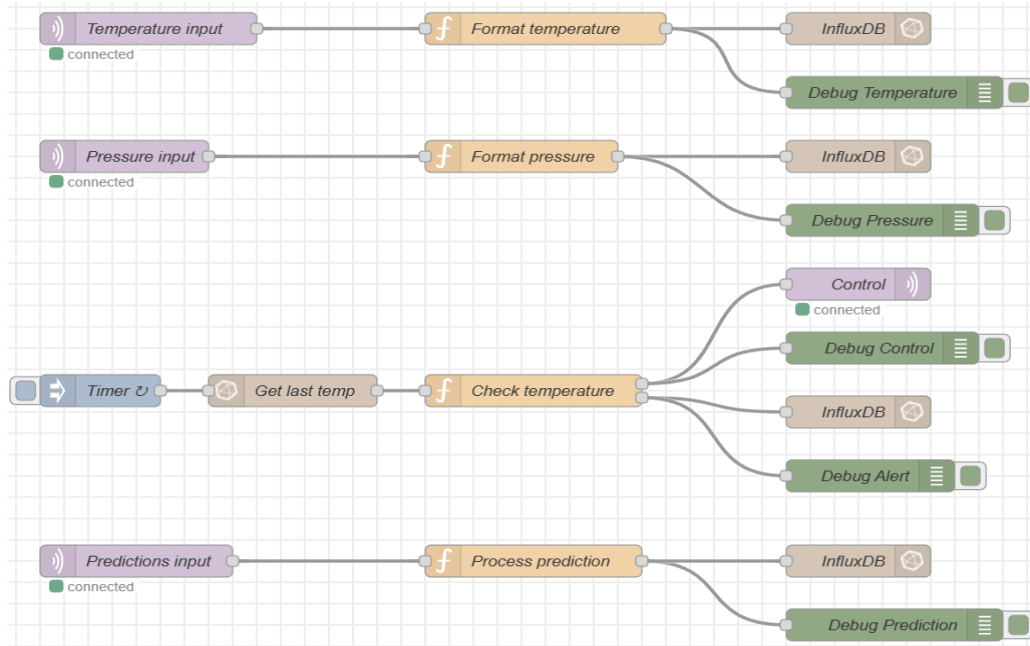 Temperature input
Format temperature
InfluxDB
connected
Debug Temperature
Pressure input
Format pressure
InfluxDB
connected
Debug Pressure
Control
connected
Debug Control
Timer ↻
Get last temp
Check temperature
InfluxDB
Debug Alert
Predictions input
Process prediction
InfluxDB
connected
Debug Prediction